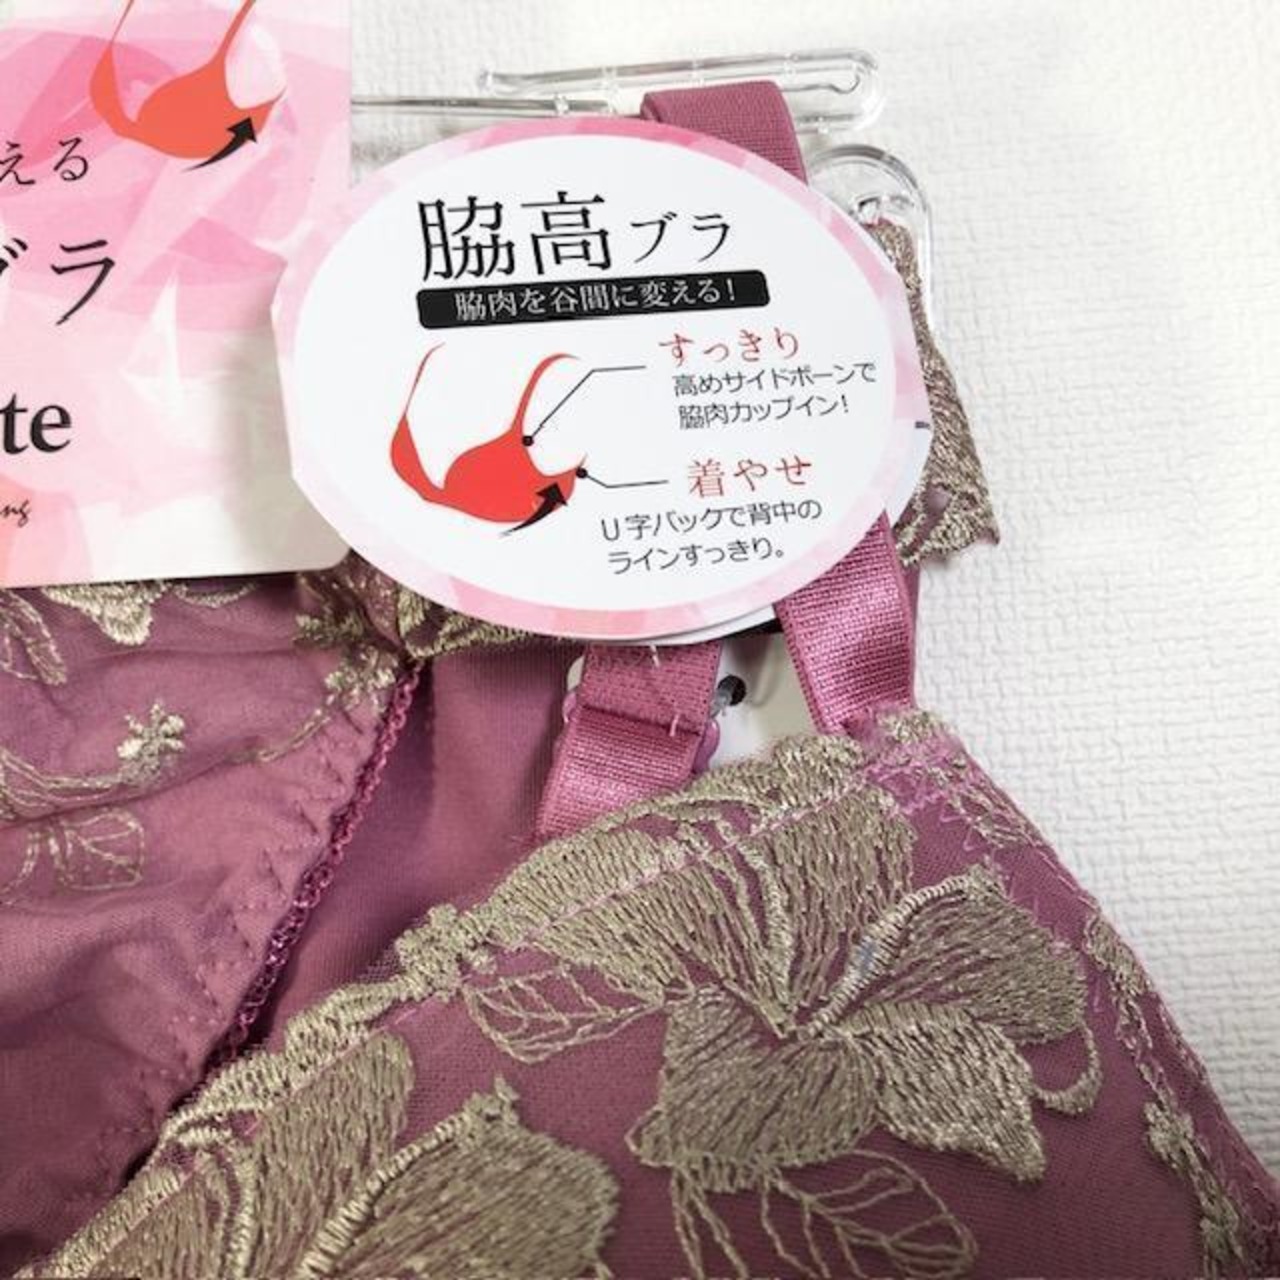 える
ブラ
te
ng
脇高ブラ
脇肉を谷間に変える!
すっきり
高めサイドボーンで
脇肉カップイン!
着やせ
U字バックで背中の
ラインすっきり。